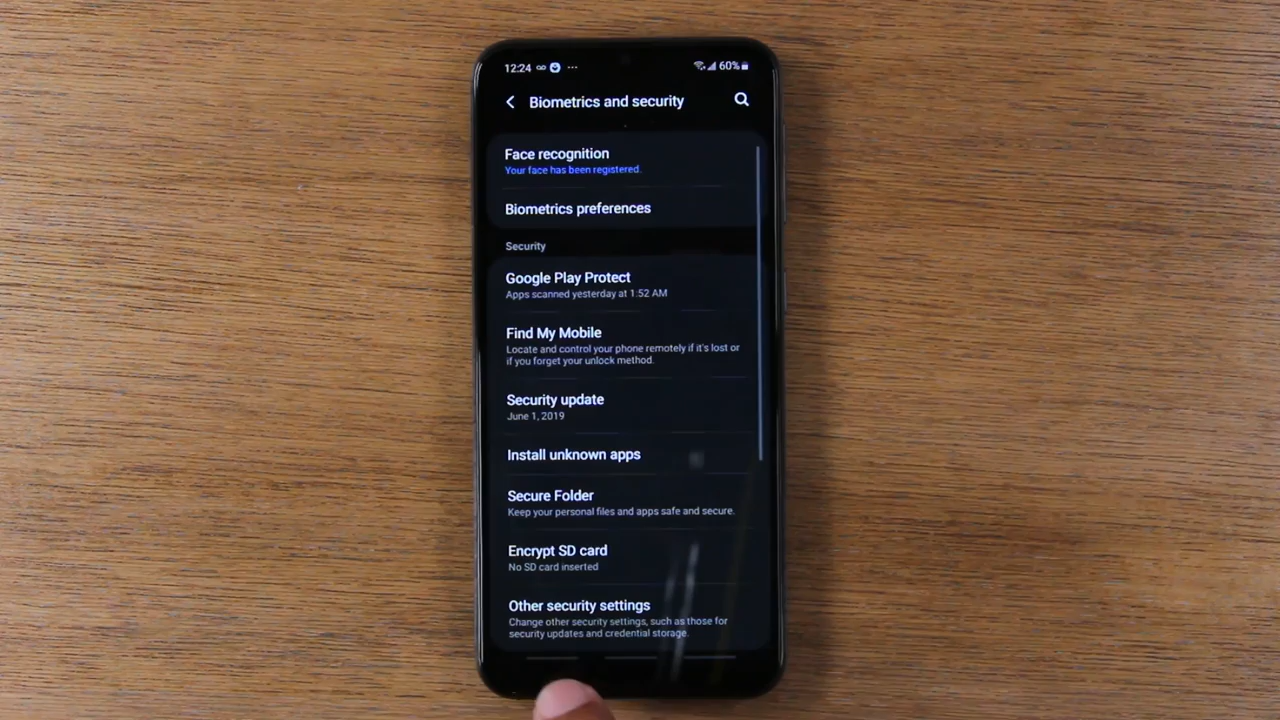 12:24 ... 60%
Biometrics and security
Face recognition
Your face has been registered.
Biometrics preferences
Security
Google Play Protect
Apps scanned yesterday at 1:52 AM
Find My Mobile
Locate and control your phone remotely if it's lost or
if you forget your unlock method.
Security update
June 1, 2019
Install unknown apps
Secure Folder
Keep your personal files and apps safe and secure.
Encrypt SD card
No SD card inserted
Other security settings
Change other security settings, such as those for
security updates and credential storage.